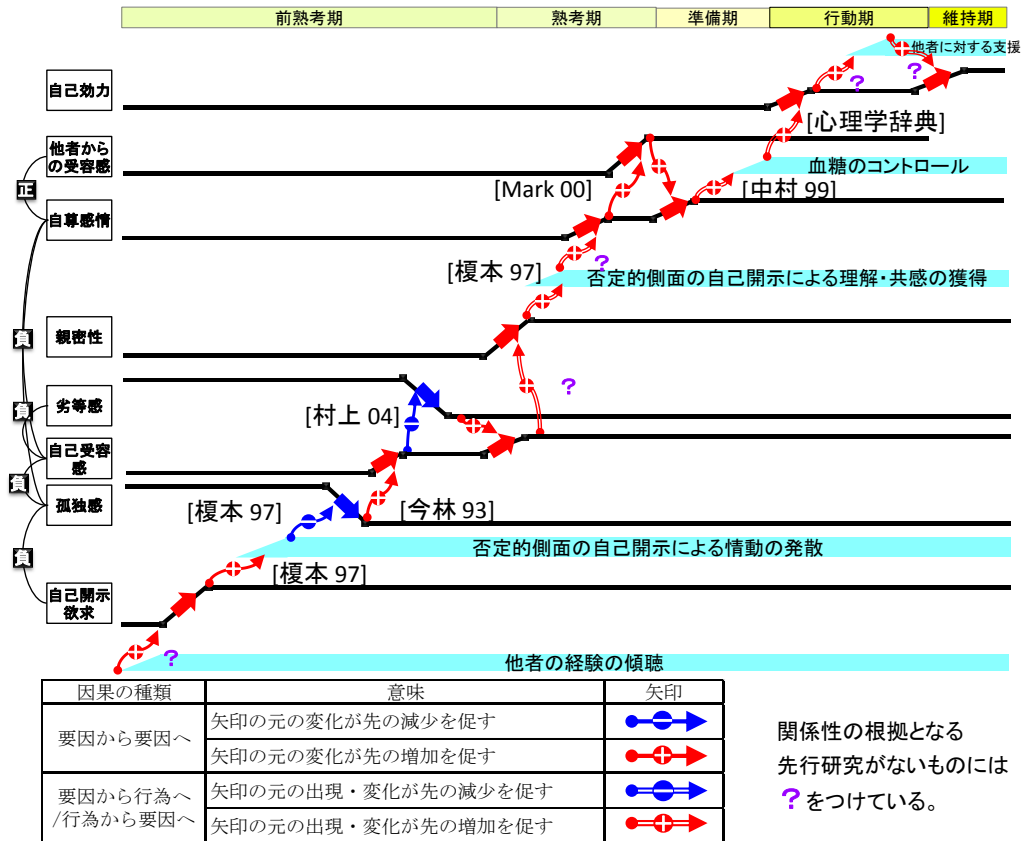 前熟考期
熟考期
準備期
行動期
維持期
他者に対する支援
?
?
自己効力
[心理学辞典]
他者から
の受容感
正
血糖のコントロール
[Mark 00]
[中村 99]
自尊感情
[榎本 97]
?
否定的側面の自己開示による理解・共感の獲得
負
親密性
?
劣等感
[村上 04]
負
自己受容
感
負
孤独感
[榎本 97]
[今林 93]
否定的側面の自己開示による情動の発散
負
[榎本 97]
自己開示
欲求
?
他者の経験の傾聴
因果の種類
意味
矢印
要因から要因へ
矢印の元の変化が先の減少を促す
矢印の元の変化が先の増加を促す
要因から行為へ
/行為から要因へ
矢印の元の出現・変化が先の減少を促す
矢印の元の出現・変化が先の増加を促す
関係性の根拠となる
先行研究がないものには
?をつけている。